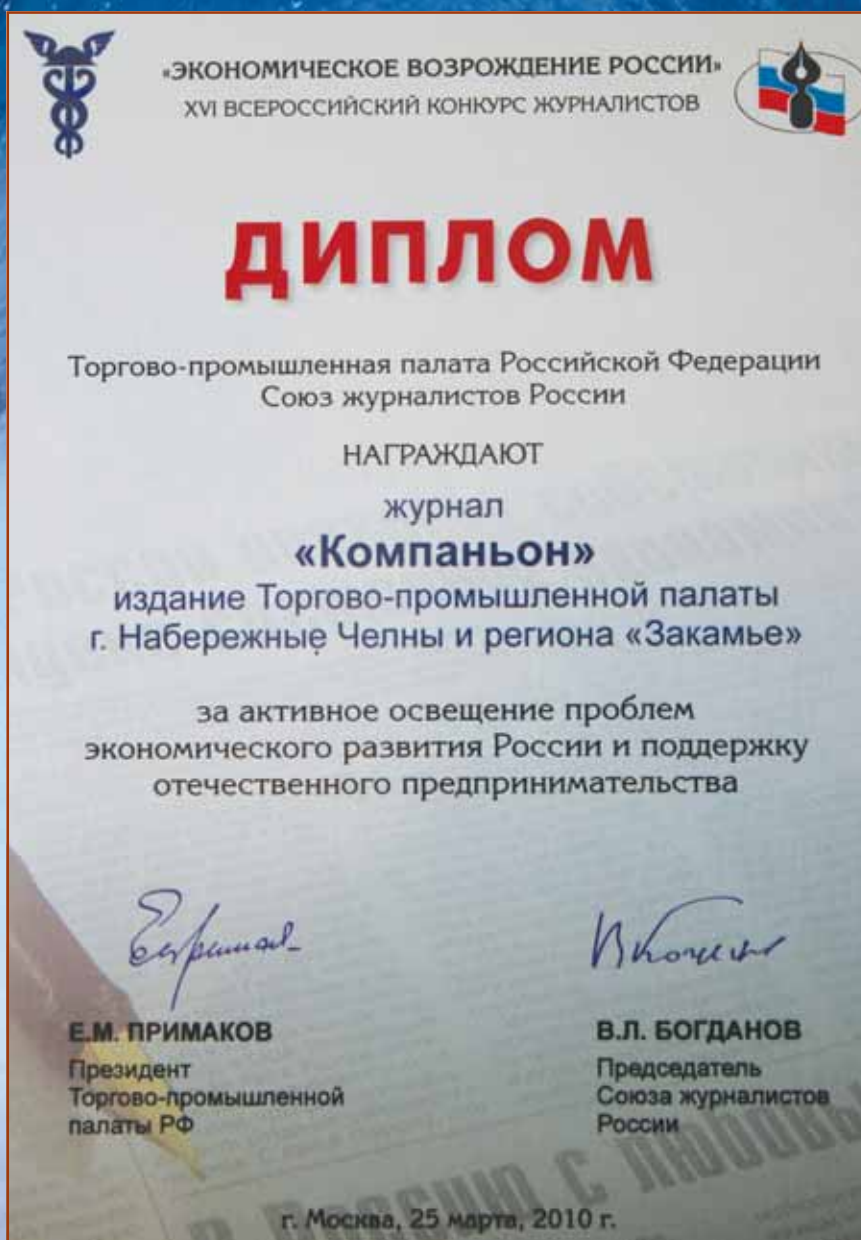 «ЭКОНОМИЧЕСКОЕ ВОЗРОЖДЕНИЕ РОССИИ»
XVI ВСЕРОССИЙСКИЙ КОНКУРС ЖУРНАЛИСТОВ
ДИПЛОМ
Торгово-промышленная палата Российской Федерации
Союз журналистов России
НАГРАЖДАЮТ
журнал
«Компаньон»
издание Торгово-промышленной палаты
г. Набережные Челны и региона «Закамье»
за активное освещение проблем
экономического развития России и поддержку
отечественного предпринимательства
Е.М. ПРИМАКОВ
Президент
Торгово-промышленной
палаты РФ
В.Л. БОГДАНОВ
Председатель
Союза журналистов
России
В Россию с любовью
г. Москва, 25 марта, 2010 г.